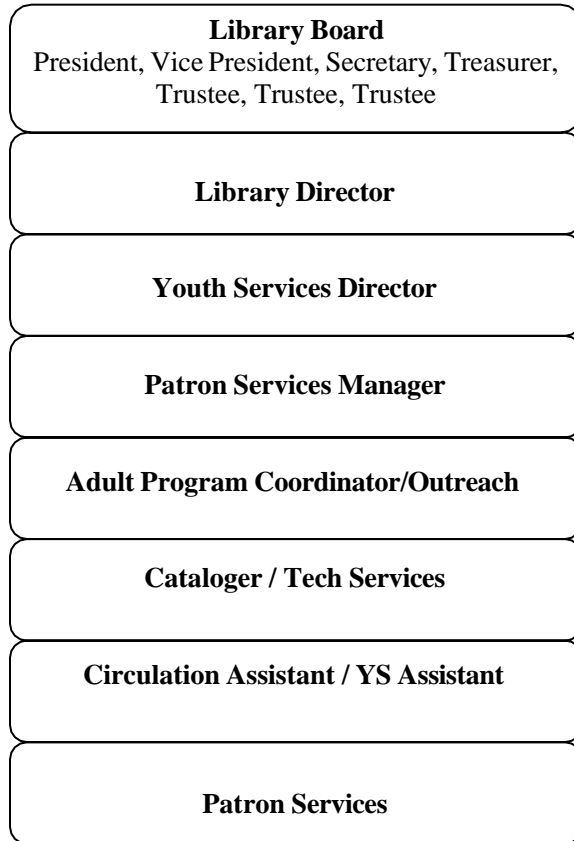 Library Board
President, Vice President, Secretary, Treasurer,
Trustee, Trustee, Trustee
Library Director
Youth Services Director
Patron Services Manager
Adult Program Coordinator/Outreach
Cataloger / Tech Services
Circulation Assistant / YS Assistant
Patron Services